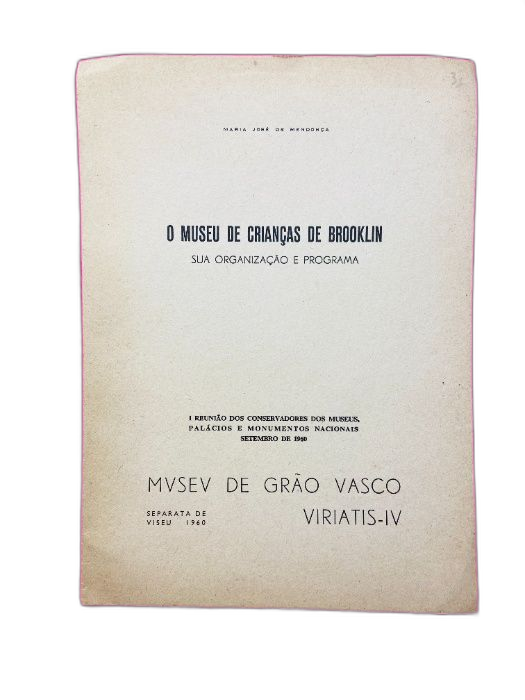 MARIA JOSÉ DE MENDONÇA
O MUSEU DE CRIANÇAS DE BROOKLIN
SUA ORGANIZAÇÃO E PROGRAMA
I REUNIÃO DOS CONSERVADORES DOS MUSEUS,
PALÁCIOS E MONUMENTOS NACIONAIS
SETEMBRO DE 1960
MVSEV DE GRÃO VASCO
SEPARATA DE
VISEU 1960
VIRIATIS-IV